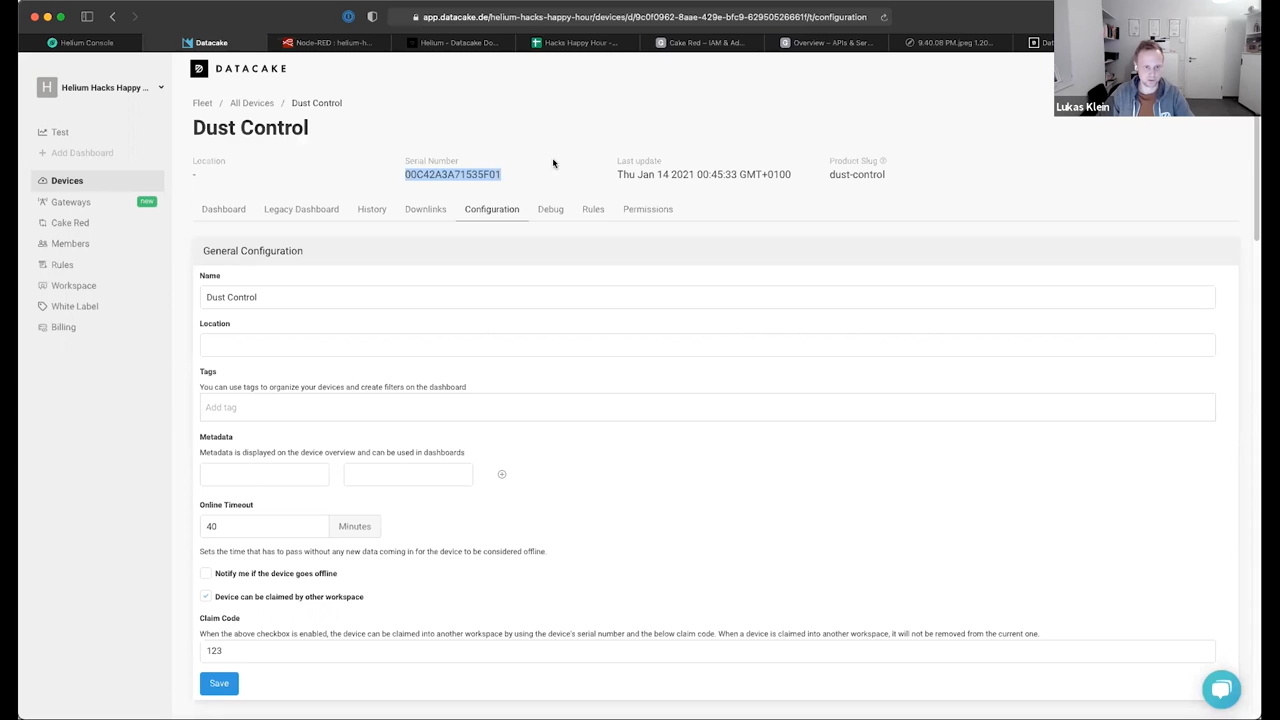 app.datacake.de/helium-hacks-happy-hour/devices/d/9c0f0962-8aae-429e-bfc9-62950526661f/t/configuration
Helium Console
Datacake
Node-RED : helium-h...
Helium - Datacake Do...
Hacks Happy Hour -...
Cake Red – IAM & Ad...
Overview – APIs & Ser...
9.40.08 PM.jpeg 1.20...
Dat
Lukas Klein
H
Helium Hacks Happy ...
Test
Add Dashboard
Devices
Gateways
new
Cake Red
Members
Rules
Workspace
White Label
Billing
DATACAKE
Fleet / All Devices / Dust Control
Dust Control
Location
-
Serial Number
00C42A3A71535F01
Last update
Thu Jan 14 2021 00:45:33 GMT+0100
Product Slug
dust-control
Dashboard
Legacy Dashboard
History
Downlinks
Configuration
Debug
Rules
Permissions
General Configuration
Name
Dust Control
Location
Tags
You can use tags to organize your devices and create filters on the dashboard
Add tag
Metadata
Metadata is displayed on the device overview and can be used in dashboards
Online Timeout
40
Minutes
Sets the time that has to pass without any new data coming in for the device to be considered offline.
Notify me if the device goes offline
Device can be claimed by other workspace
Claim Code
When the above checkbox is enabled, the device can be claimed into another workspace by using the device's serial number and the below claim code. When a device is claimed into another workspace, it will not be removed from the current one.
123
Save